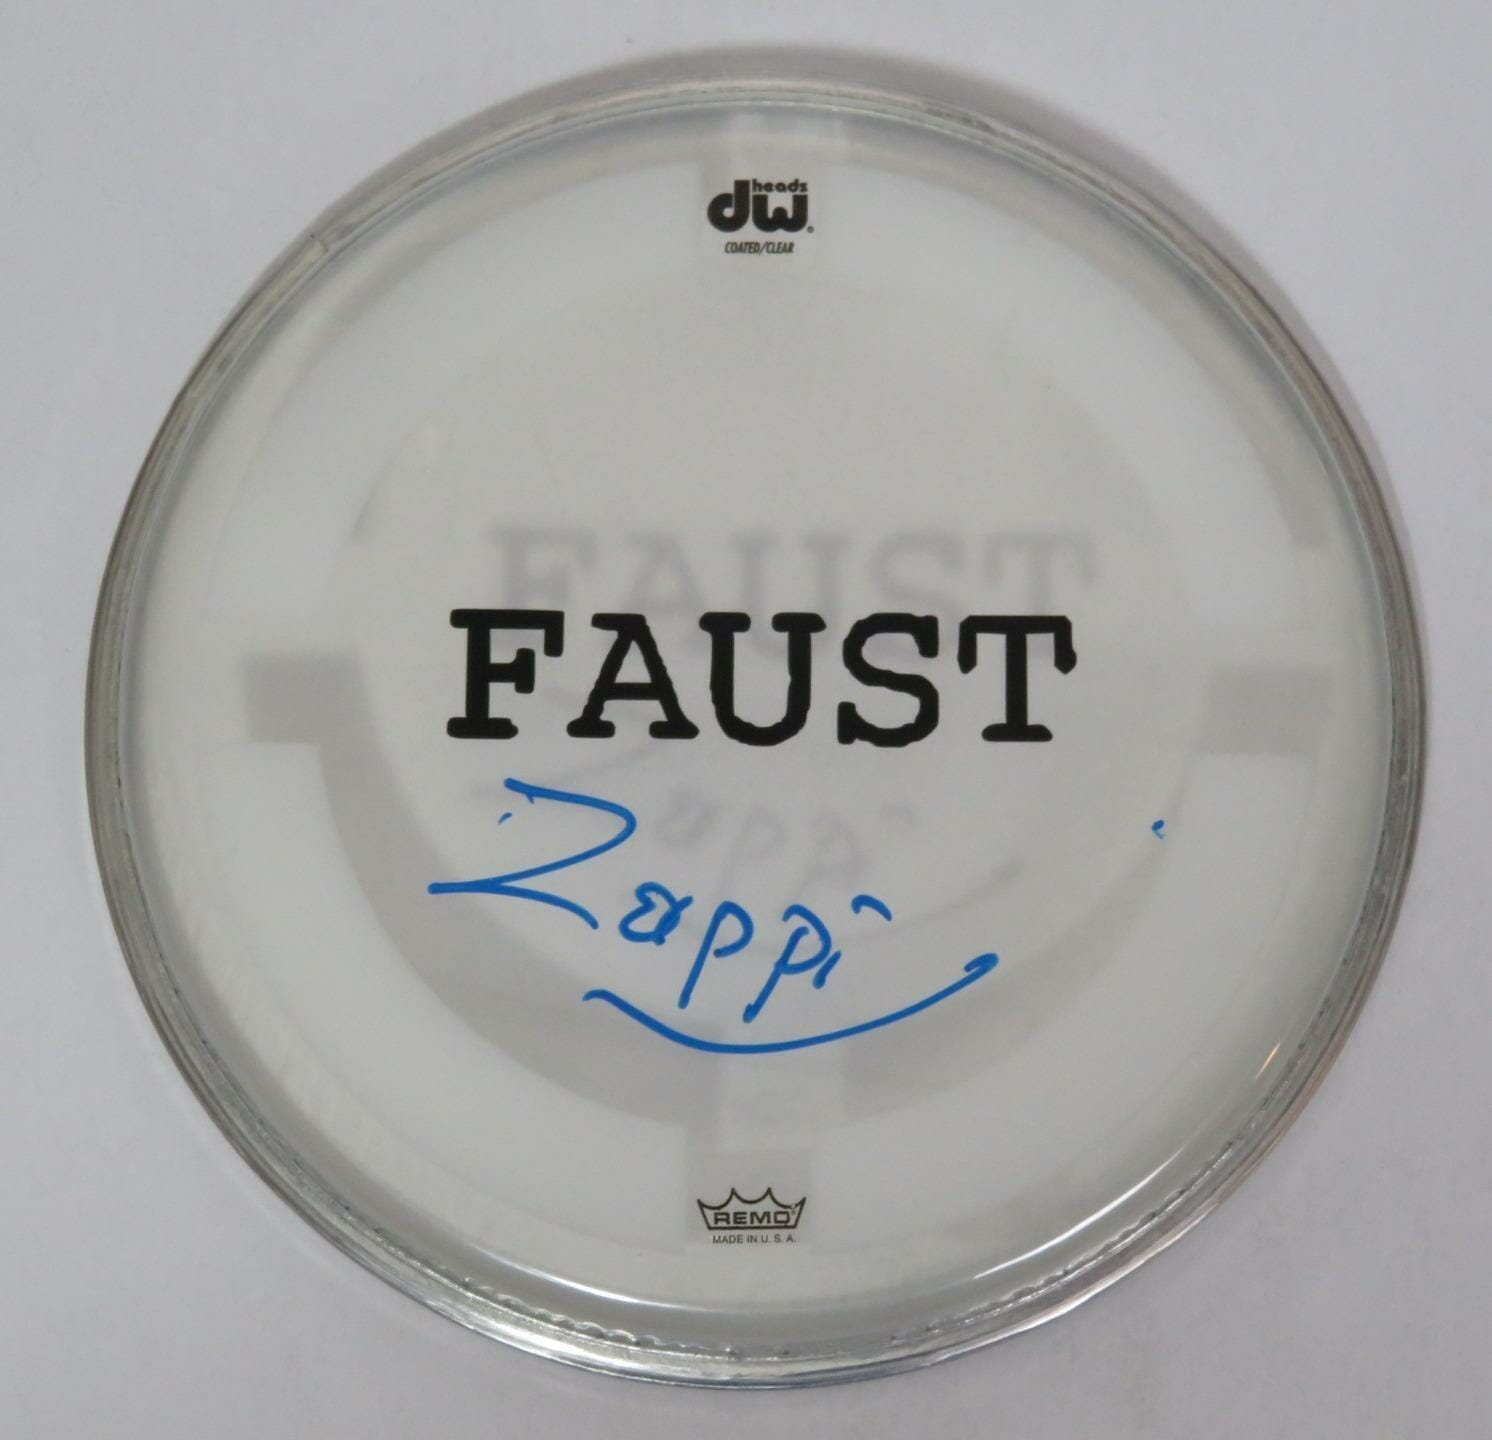 heads
dw®
COATED/CLEAR
FAUST
Zappi
REMO®
MADE IN U. S. A.